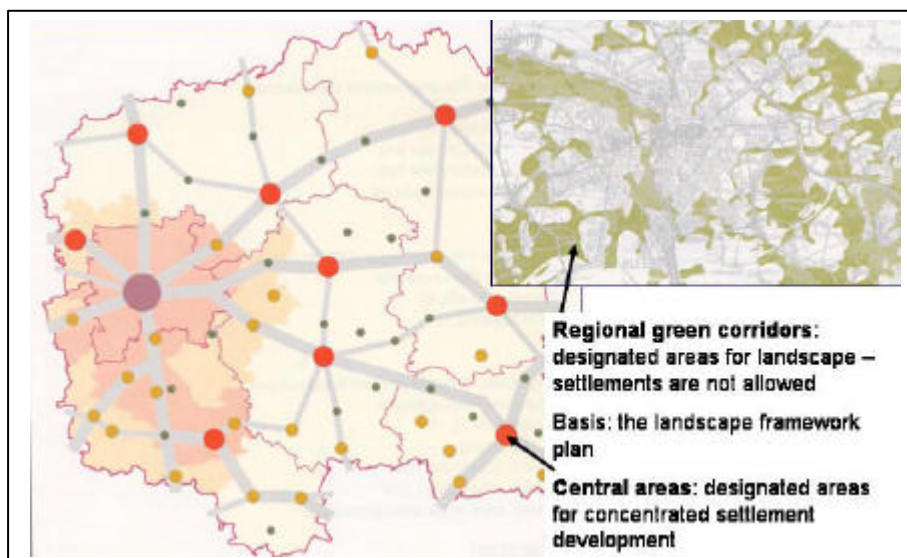 Regional green corridors:
designated areas for landscape –
settlements are not allowed
Basis: the landscape framework
plan
Central areas: designated areas
for concentrated settlement
development